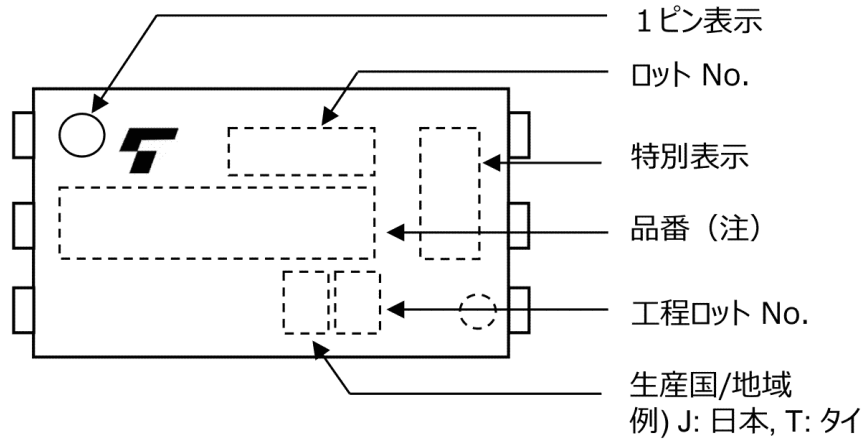 1ピン表示
ロット No.
特別表示
品番（注）
工程ロット No.
生産国/地域
例) J: 日本, T: タイ